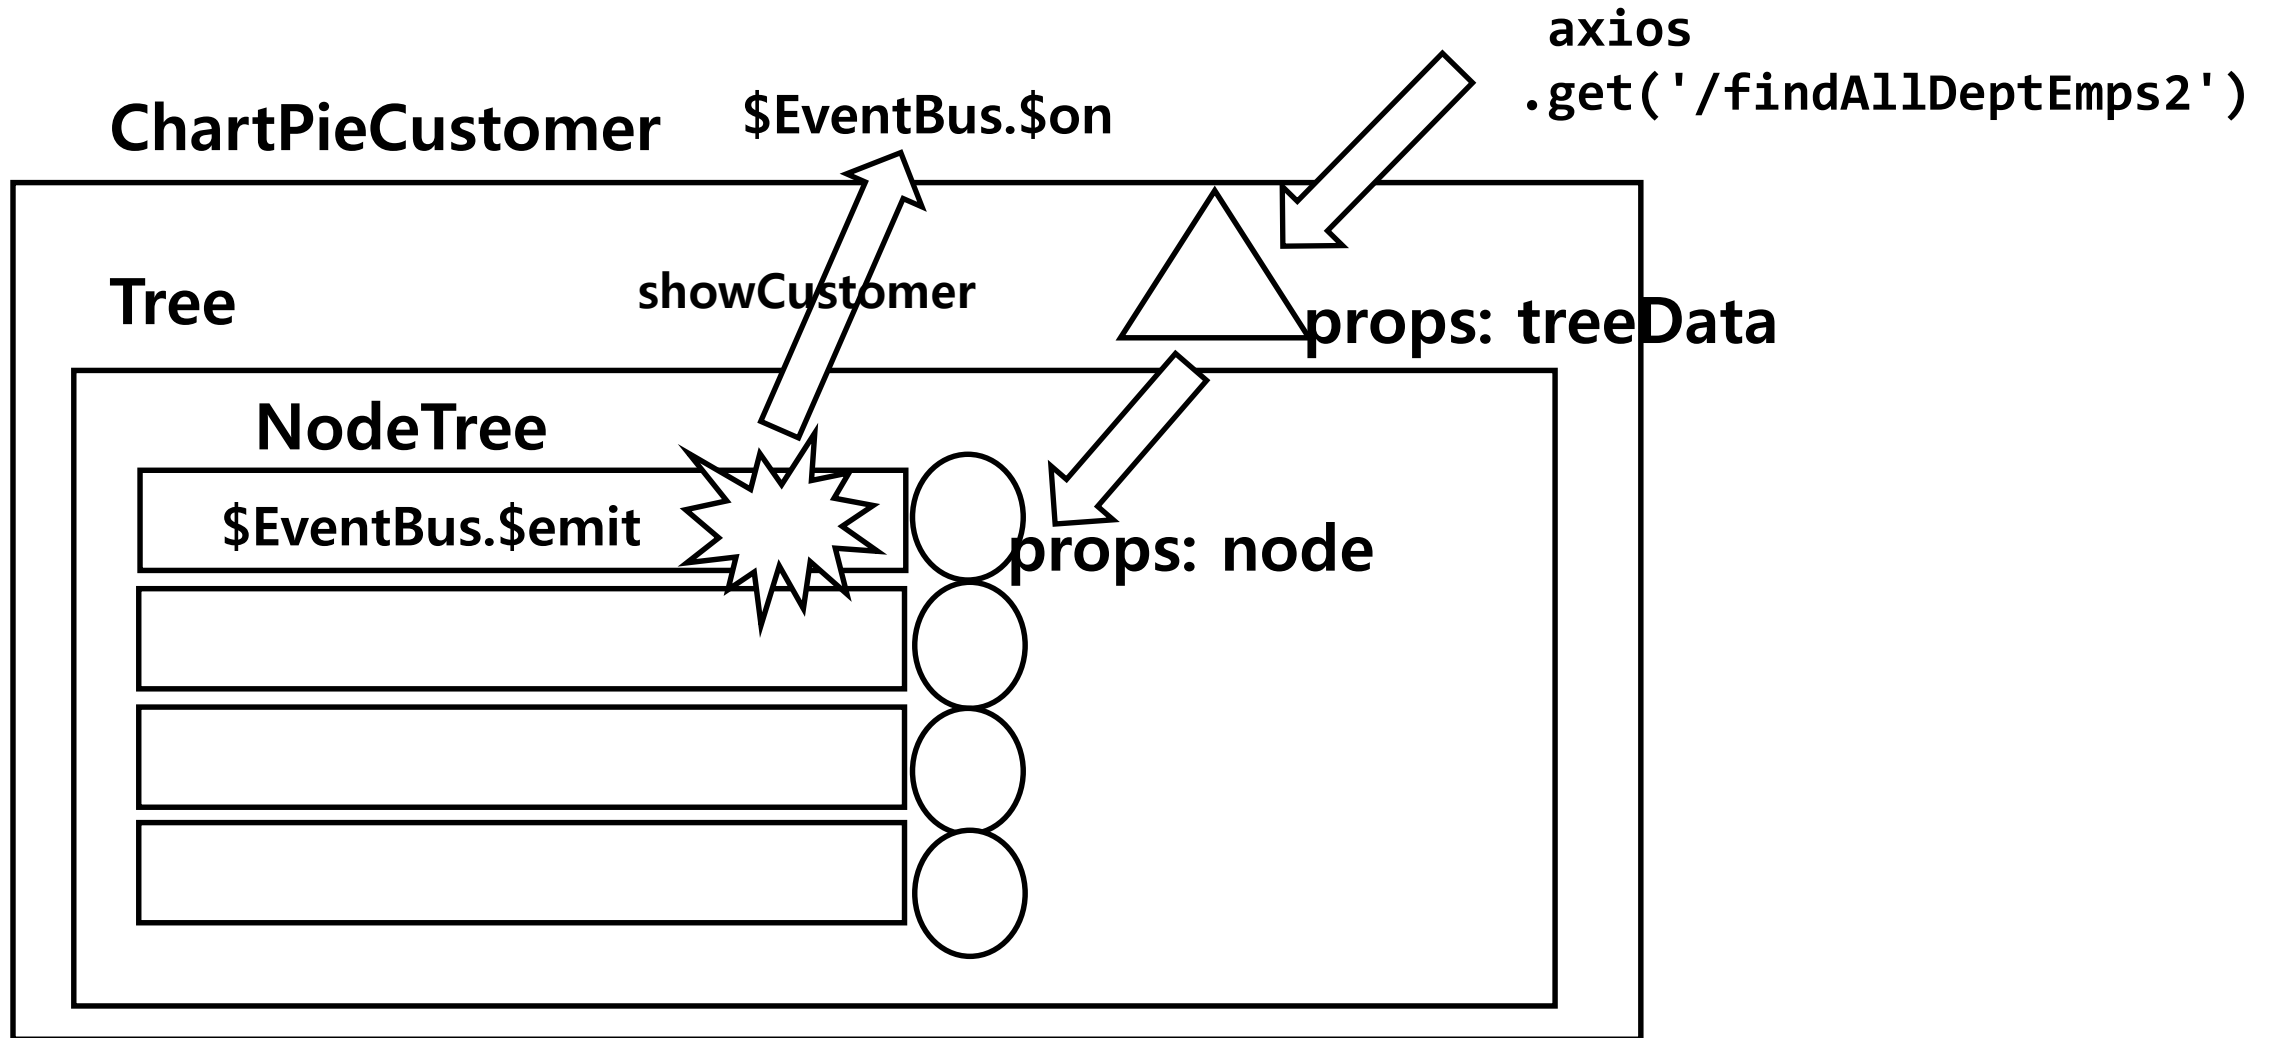 axios
.get('/findAllDeptEmps2')
ChartPieCustomer
$EventBus.$on
showCustomer
Tree
props: treeData
NodeTree
$EventBus.$emit
props: node